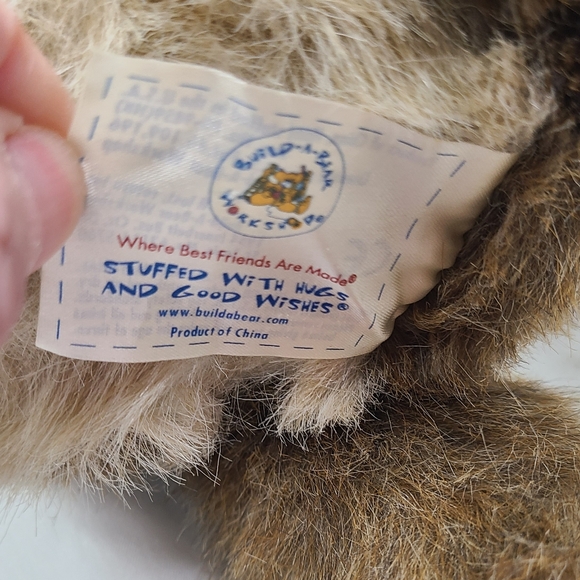 BUILD-A-BEAR
WORKSHOP
Where Best Friends Are Made®
STUFFED WITH HUGS
AND GOOD WISHES®
www.buildabear.com
Product of China